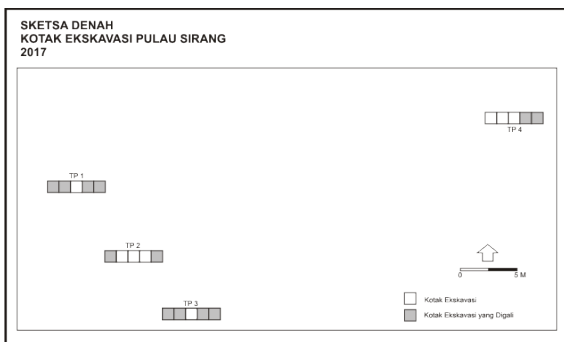 SKETSA DENAH
KOTAK EKSKAVASI PULAU SIRANG
2017
TP 4
TP 1
TP 2
0 5 M
TP 3
Kotak Ekskavasi
Kotak Ekskavasi yang Digali